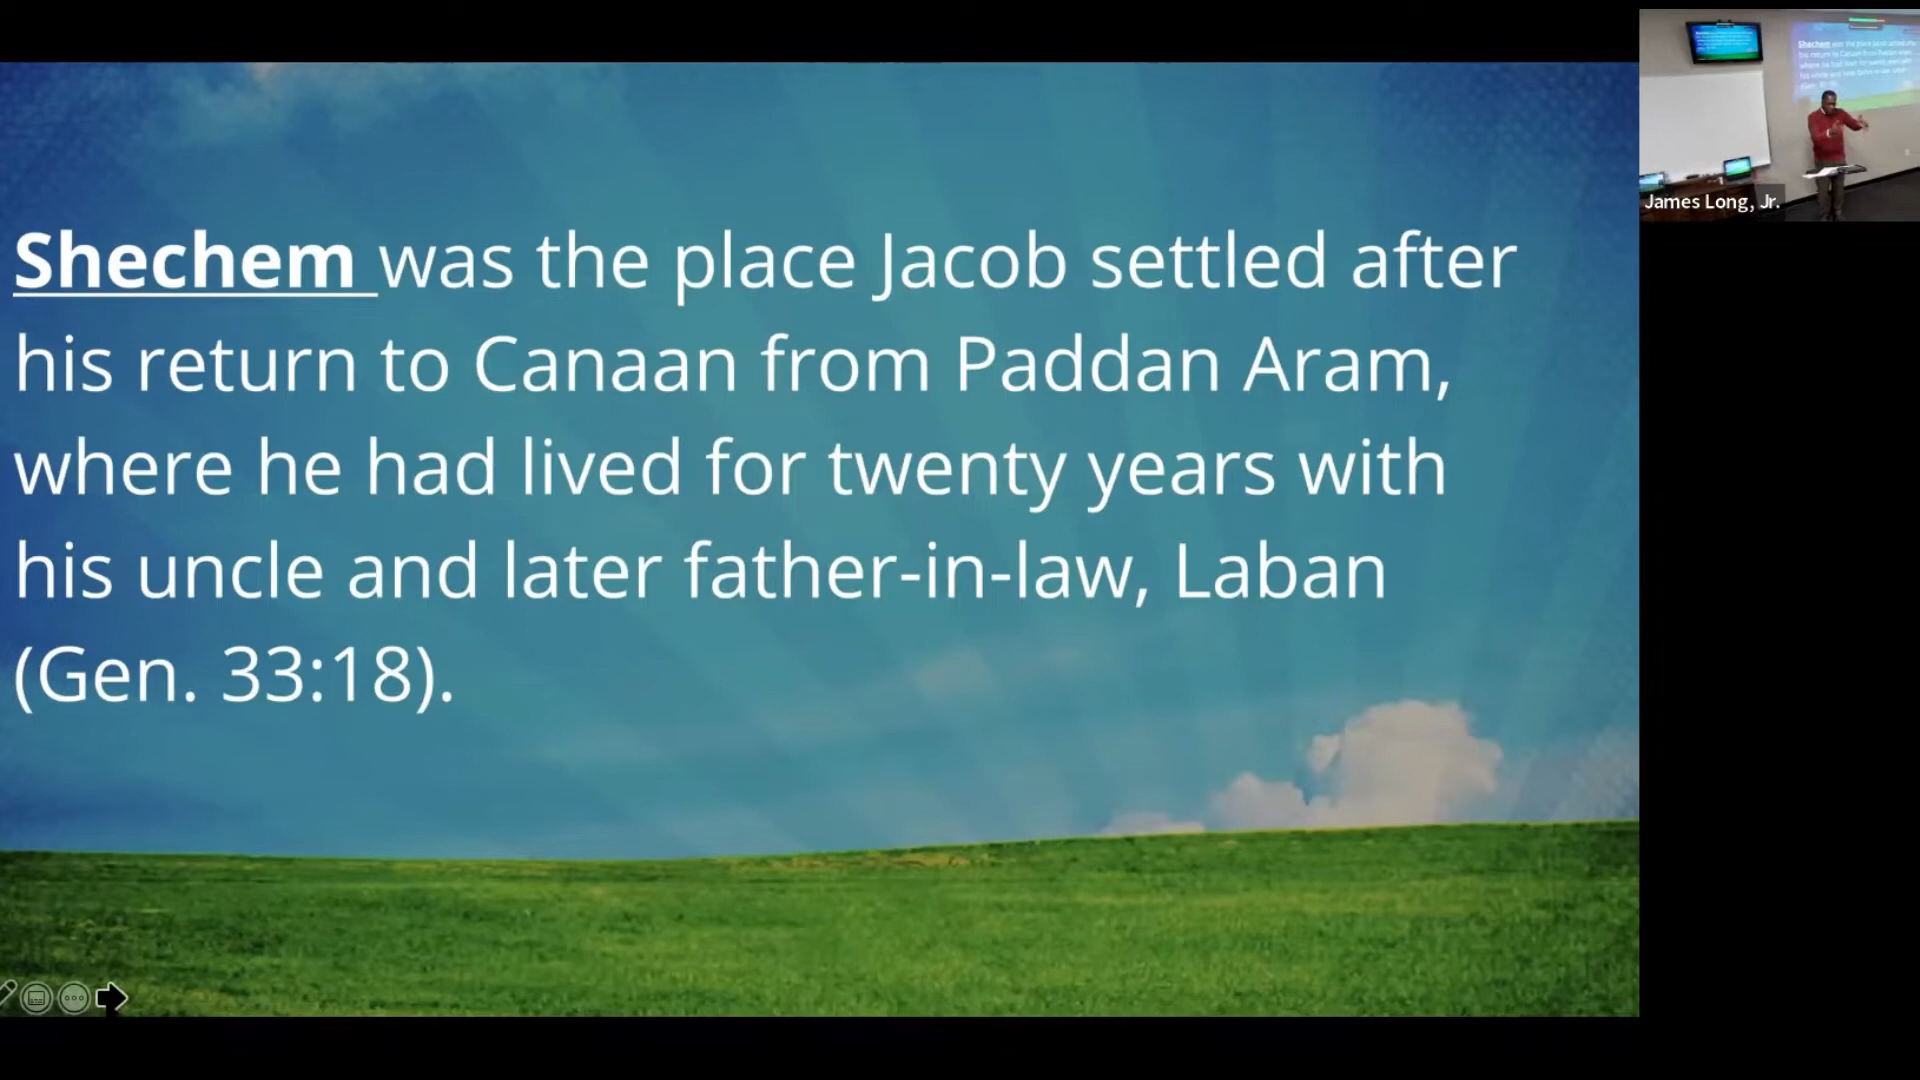 Shechem was the place Jacob settled after
his return to Canaan from Paddan Aram,
where he had lived for twenty years with
his uncle and later father-in-law, Laban
(Gen. 33:18).
James Long, Jr.